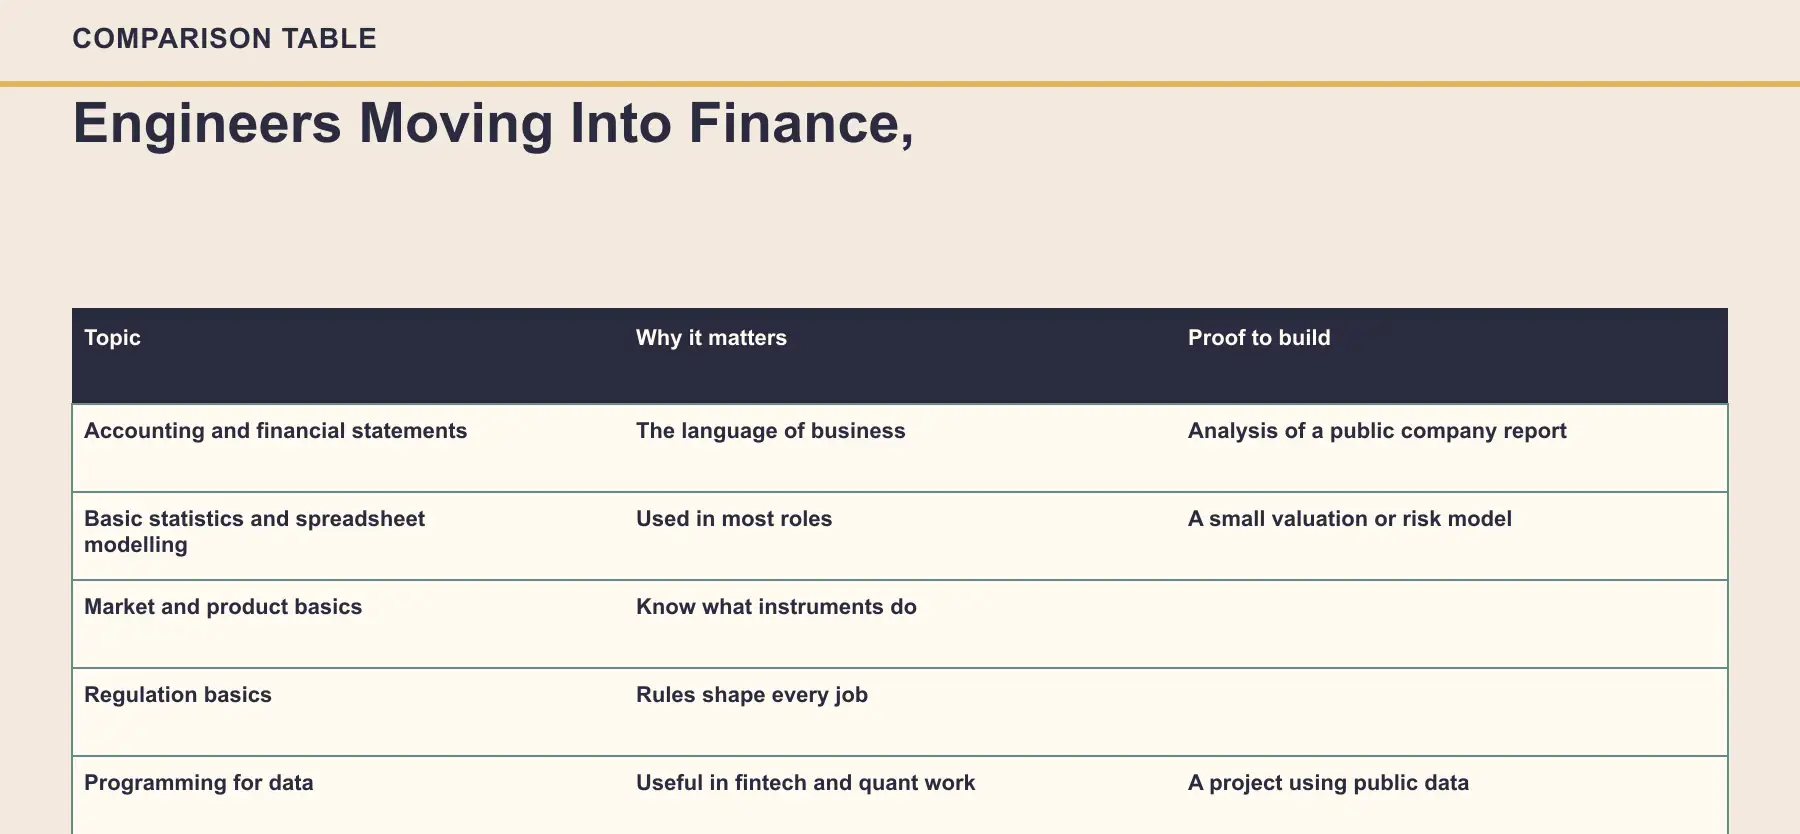 COMPARISON TABLE
Engineers Moving Into Finance,
Topic Why it matters Proof to build
Accounting and financial statements The language of business Analysis of a public company report
Basic statistics and spreadsheet Used in most roles A small valuation or risk model
modelling
Market and product basics Know what instruments do
Regulation basics Rules shape every job
Programming for data Useful in fintech and quant work A project using public data